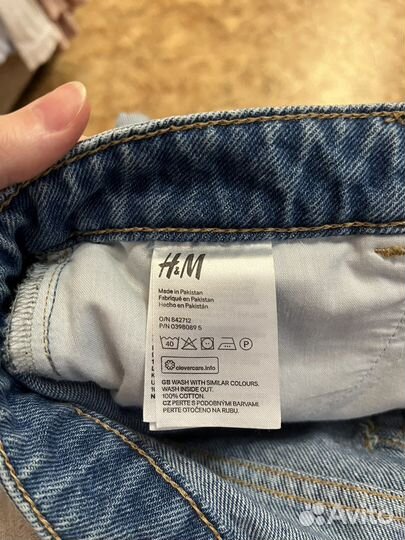 H&M
Made in Pakistan
Fabriqué en Pakistan
Hecho en Pakistán
O/N 642712
P/N 0398089 5
40 P
clevercare.info
GB WASH WITH SIMILAR COLOURS.
WASH INSIDE OUT.
100% COTTON.
CZ PERTE S PODOBNÝMI BARVAMI.
PERTE OTOČENO NA RUBU.
Avito